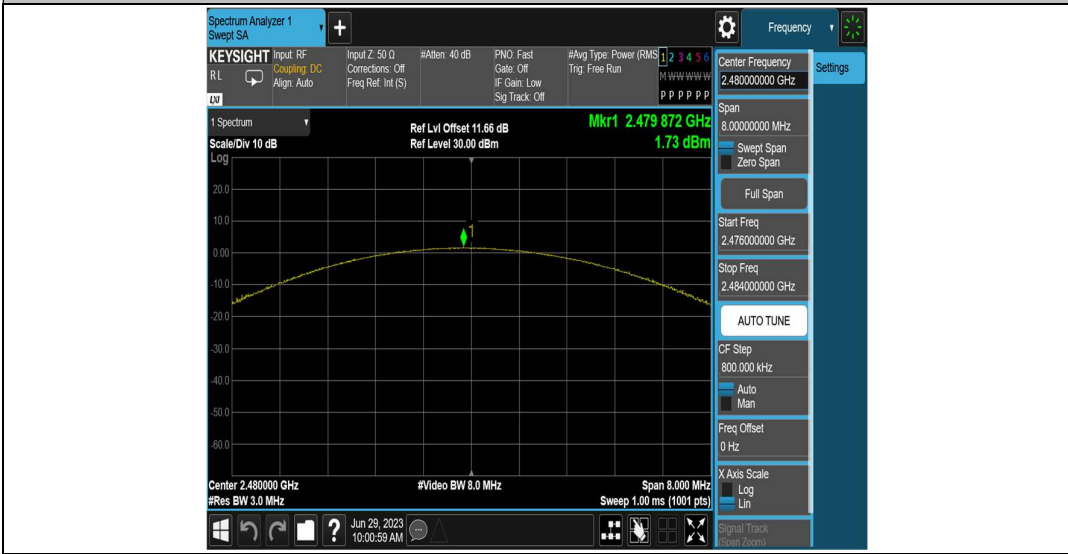 Spectrum Analyzer 1
Swept SA
+
Frequency
KEYSIGHT
RL
LXI
Input: RF
Coupling: DC
Align: Auto
Input Z: 50 Ω
Corrections: Off
Freq Ref: Int (S)
#Atten: 40 dB
PNO: Fast
Gate: Off
IF Gain: Low
Sig Track: Off
#Avg Type: Power (RMS
Trig: Free Run
1 2 3 4 5 6
M W W W W W
P P P P P P
1 Spectrum
Scale/Div 10 dB
Log
Ref Lvl Offset 11.66 dB
Ref Level 30.00 dBm
Mkr1 2.479 872 GHz
1.73 dBm
20.0
10.0
0.00
-10.0
-20.0
-30.0
-40.0
-50.0
-60.0
1
Center 2.480000 GHz
#Res BW 3.0 MHz
#Video BW 8.0 MHz
Span 8.000 MHz
Sweep 1.00 ms (1001 pts)
?
Jun 29, 2023
10:00:59 AM
Center Frequency
2.480000000 GHz
Settings
Span
8.00000000 MHz
Swept Span
Zero Span
Full Span
Start Freq
2.476000000 GHz
Stop Freq
2.484000000 GHz
AUTO TUNE
CF Step
800.000 kHz
Auto
Man
Freq Offset
0 Hz
X Axis Scale
Log
Lin
Signal Track
(Span Zoom)